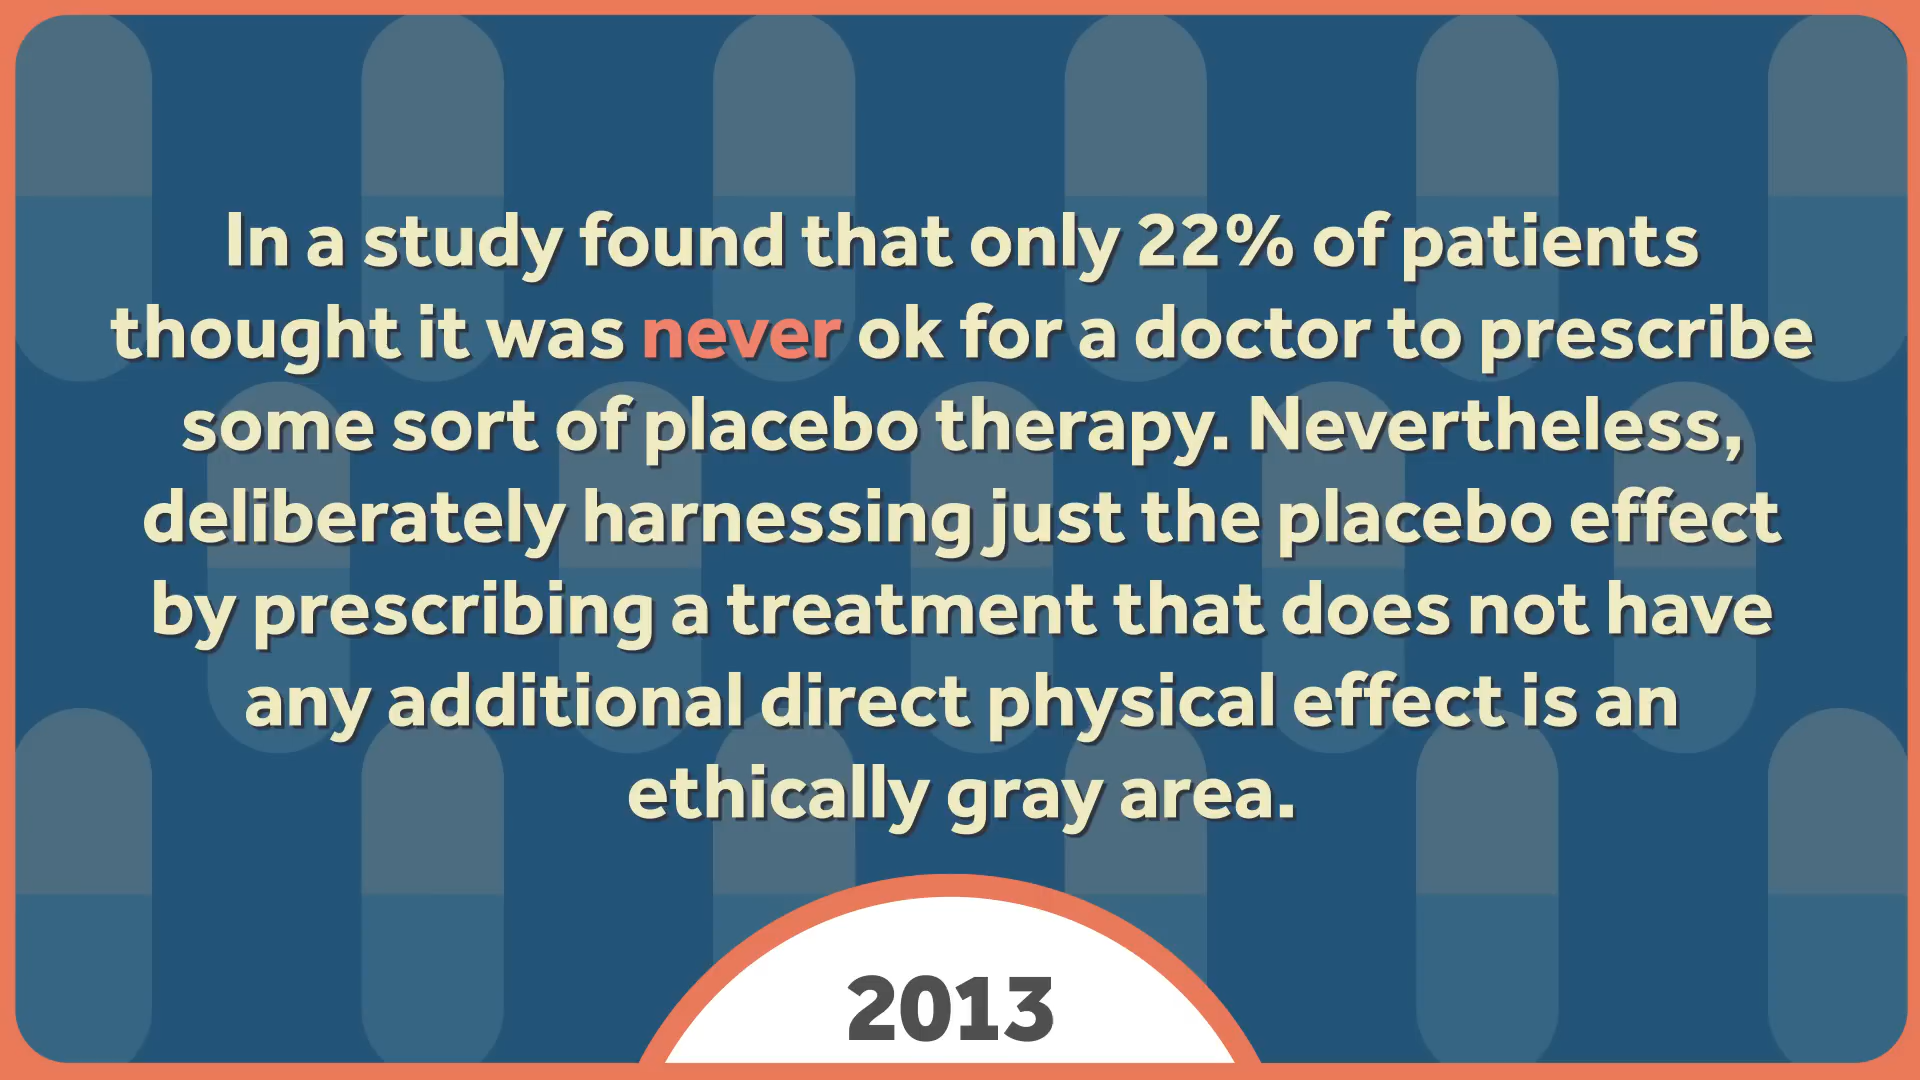 In a study found that only 22% of patients
thought it was never ok for a doctor to prescribe
some sort of placebo therapy. Nevertheless,
deliberately harnessing just the placebo effect
by prescribing a treatment that does not have
any additional direct physical effect is an
ethically gray area.
2013